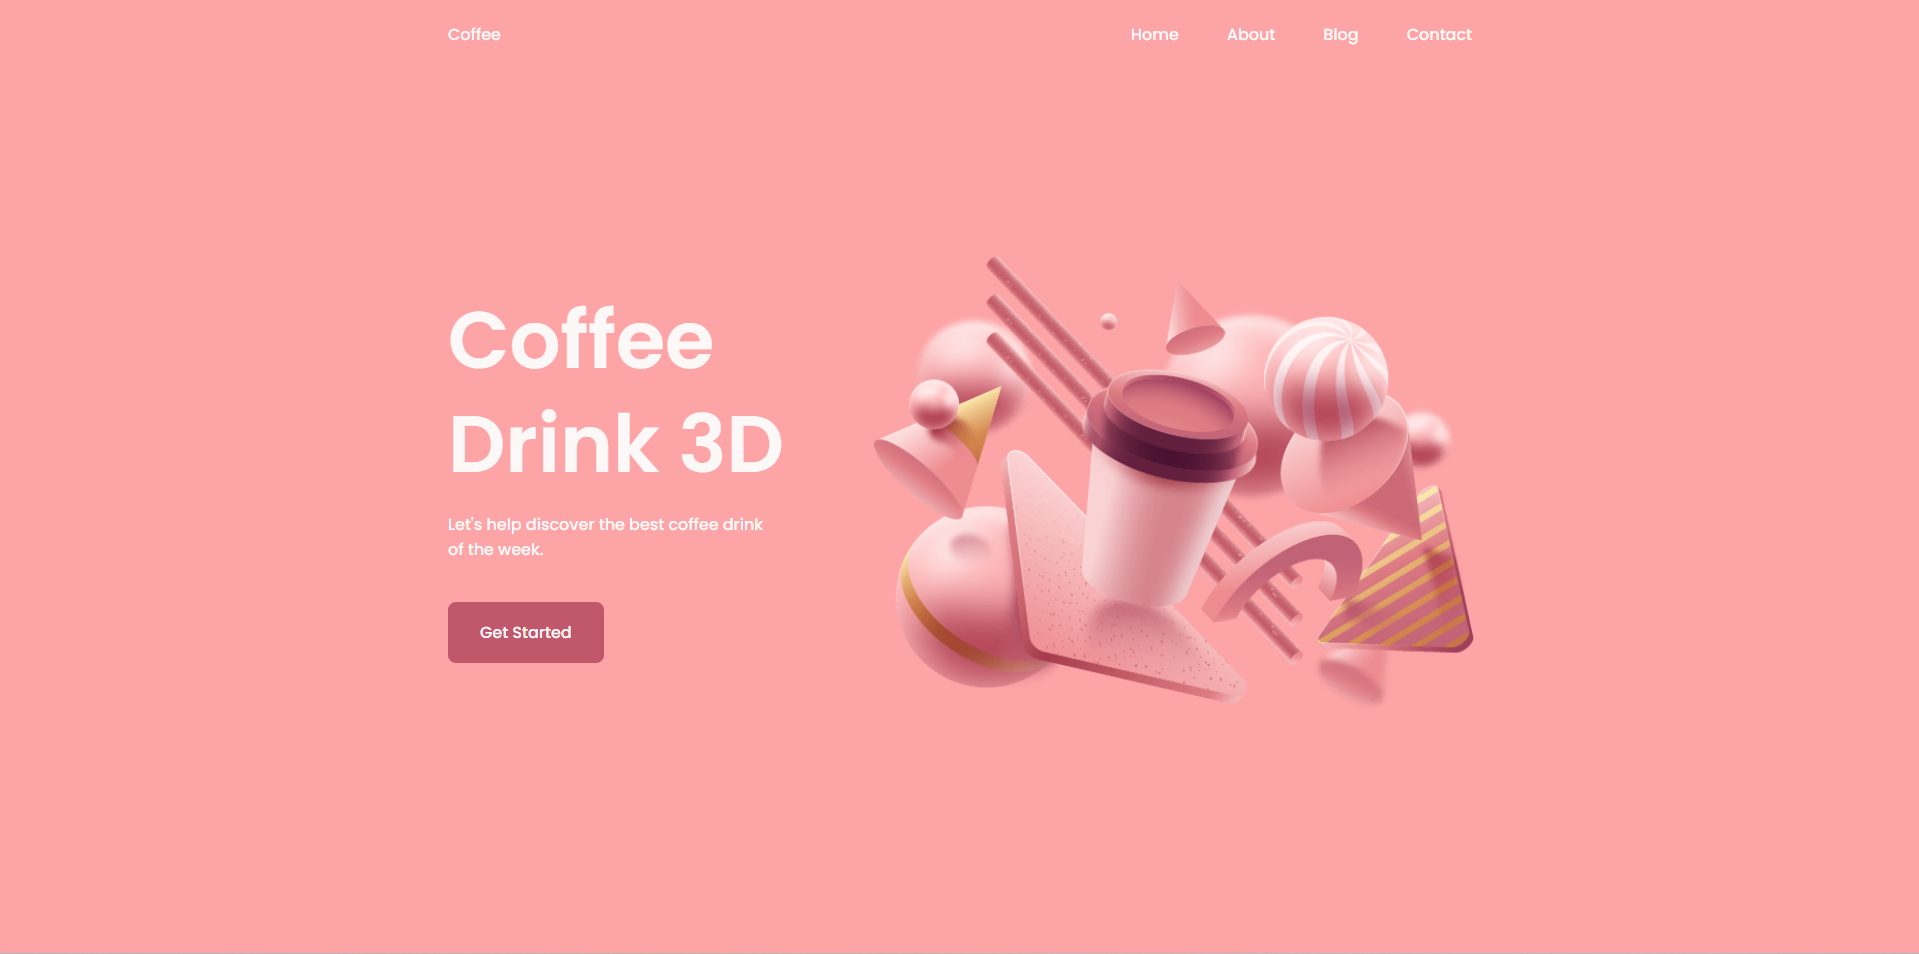 Coffee
Home About Blog Contact
Coffee
Drink 3D
Let's help discover the best coffee drink
of the week.
Get Started